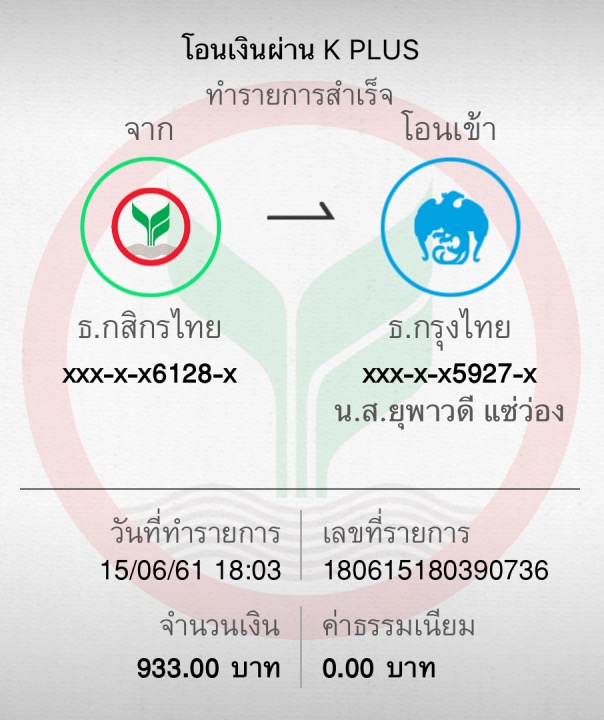 โอนเงินผ่าน K PLUS
ทำรายการสำเร็จ
จาก
โอนเข้า
ธ.กสิกรไทย
ธ.กรุงไทย
xxx-x-x6128-x
xxx-x-x5927-x
น.ส.ยุพาวดี แซ่ว่อง
วันที่ทำรายการ
เลขที่รายการ
15/06/61 18:03
180615180390736
จำนวนเงิน
ค่าธรรมเนียม
933.00 บาท
0.00 บาท